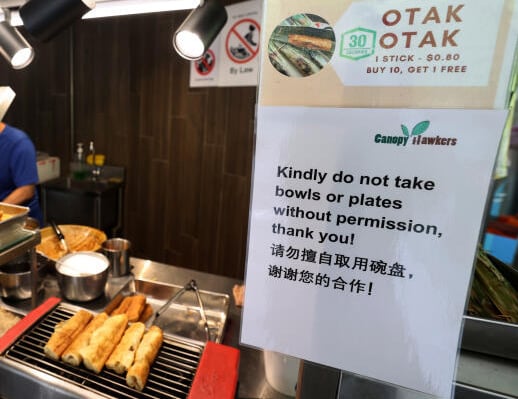 OTAK
OTAK
30
1 STICK - $0.80
BUY 10, GET 1 FREE
By Law
Canopy Hawkers
Kindly do not take
bowls or plates
without permission,
thank you!
请勿擅自取用碗盘，
谢谢您的合作！